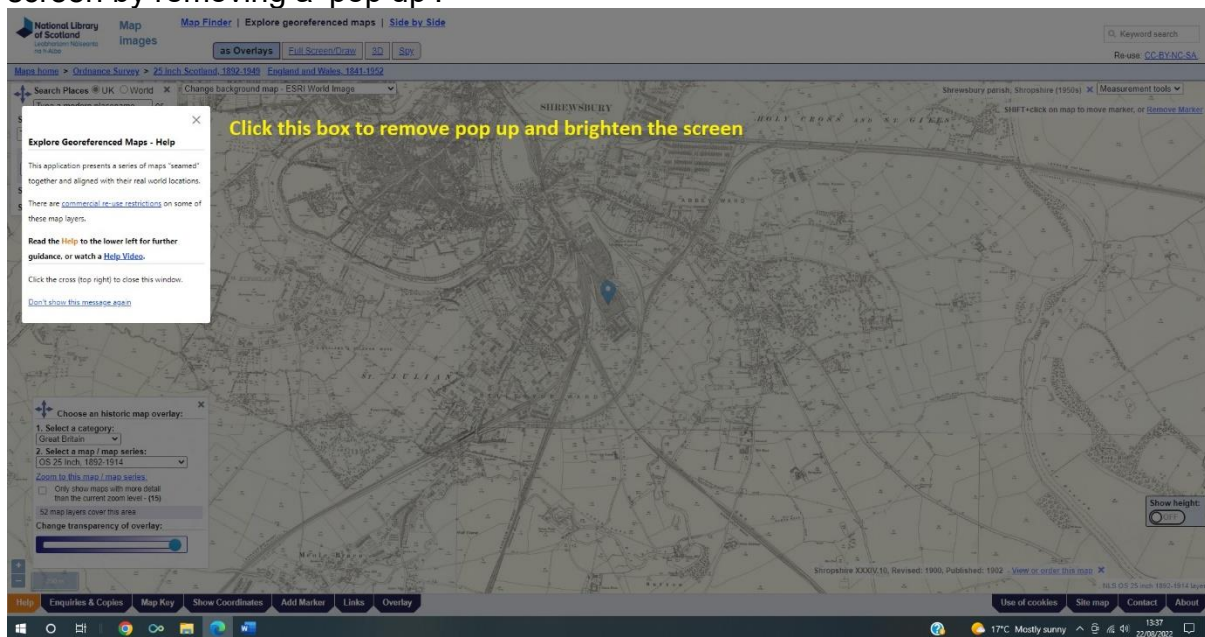 screen by removing a 'pop up'.
National Library of Scotland
Leabharlann Nàiseanta na h-Alba
Map Images
Map Finder | Explore georeferenced maps | Side by Side
as Overlays Full Screen/Draw 3D Spy
Keyword search
Re-use: CC-BY-NC-SA
Maps home > Ordnance Survey > 25 inch Scotland, 1892-1949 England and Wales, 1841-1952
Search Places UK World X
Change background map - ESRI World Image
Shrewsbury parish, Shropshire (1950s) X
Measurement tools
SHIFT+click on map to move marker, or Remove Marker
SHREWSBURY
HOLY CROSS AND ST GILES
Click this box to remove pop up and brighten the screen
Explore Georeferenced Maps - Help
This application presents a series of maps "seamed"
together and aligned with their real world locations.
There are commercial re-use restrictions on some of
these map layers.
Read the Help to the lower left for further
guidance, or watch a Help Video.
Click the cross (top right) to close this window.
Don't show this message again
ST. JULIAN
Meole Brace
Choose an historic map overlay:
1. Select a category:
Great Britain
2. Select a map / map series:
OS 25 Inch, 1892-1914
Zoom to this map / map series.
Only show maps with more detail
than the current zoom level - (15)
52 map layers cover this area
Change transparency of overlay:
Show height:
OFF
Shropshire XXXIV.10, Revised: 1900, Published: 1902 - View or order this map X
NLS OS 25 Inch 1892-1914 layer
Help Enquiries & Copies Map Key Show Coordinates Add Marker Links Overlay
Use of cookies Site map Contact About
17°C Mostly sunny
13:37
22/08/2022